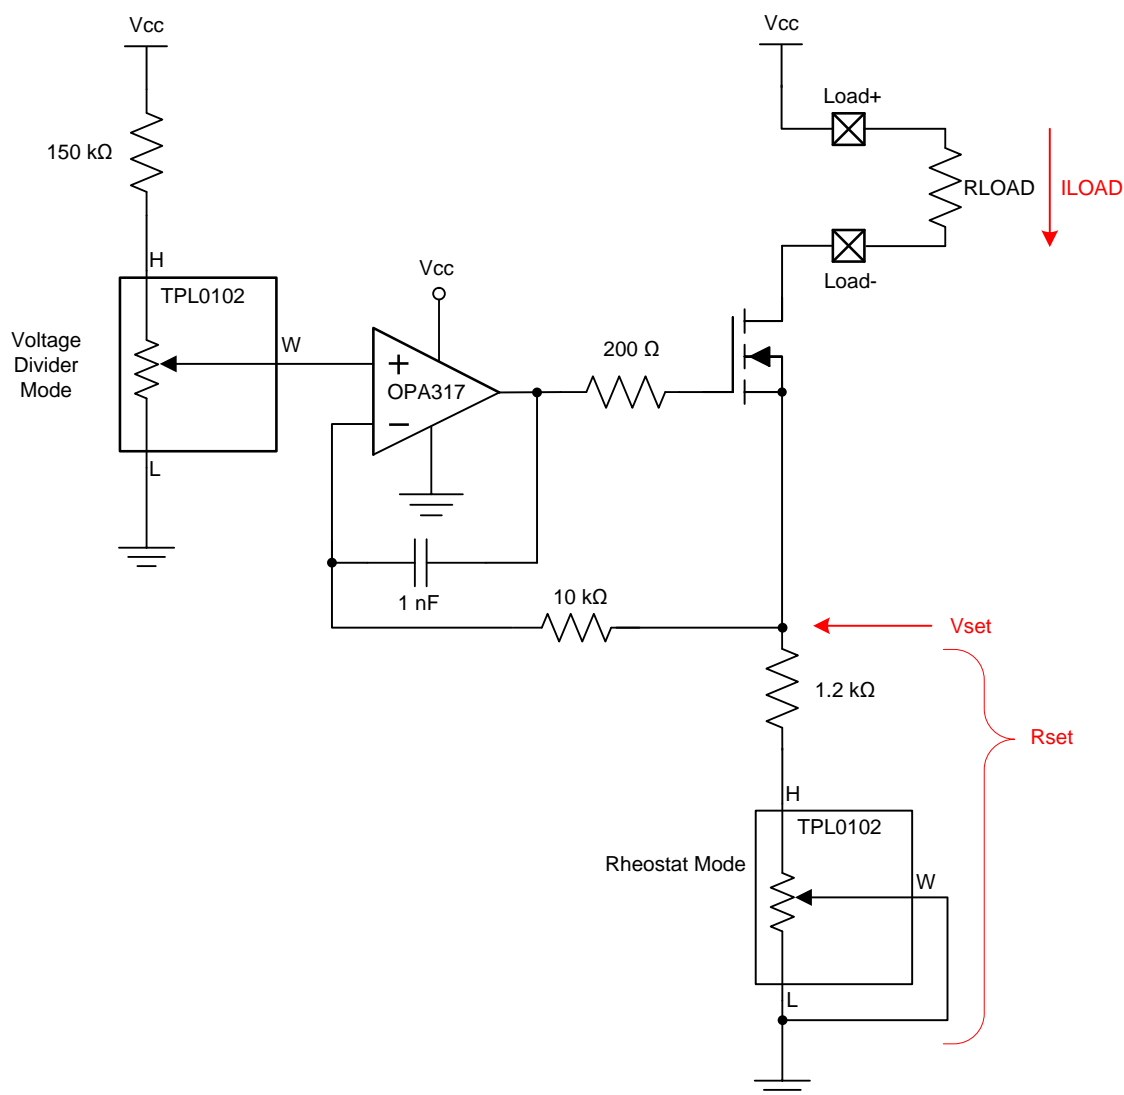 Vcc
Vcc
Load+
150 kΩ
RLOAD
ILOAD
H
Vcc
Load-
TPL0102
Voltage
Divider
Mode
W
200 Ω
+
OPA317
−
L
1 nF
10 kΩ
Vset
1.2 kΩ
Rset
H
TPL0102
Rheostat Mode
W
L